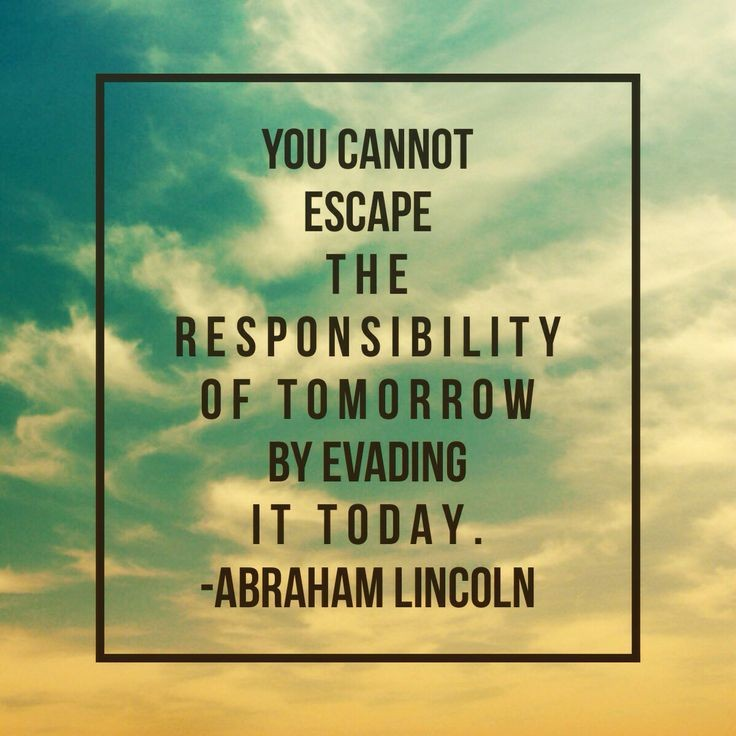 YOU CANNOT
ESCAPE
THE
RESPONSIBILITY
OF TOMORROW
BY EVADING
IT TODAY.
-ABRAHAM LINCOLN